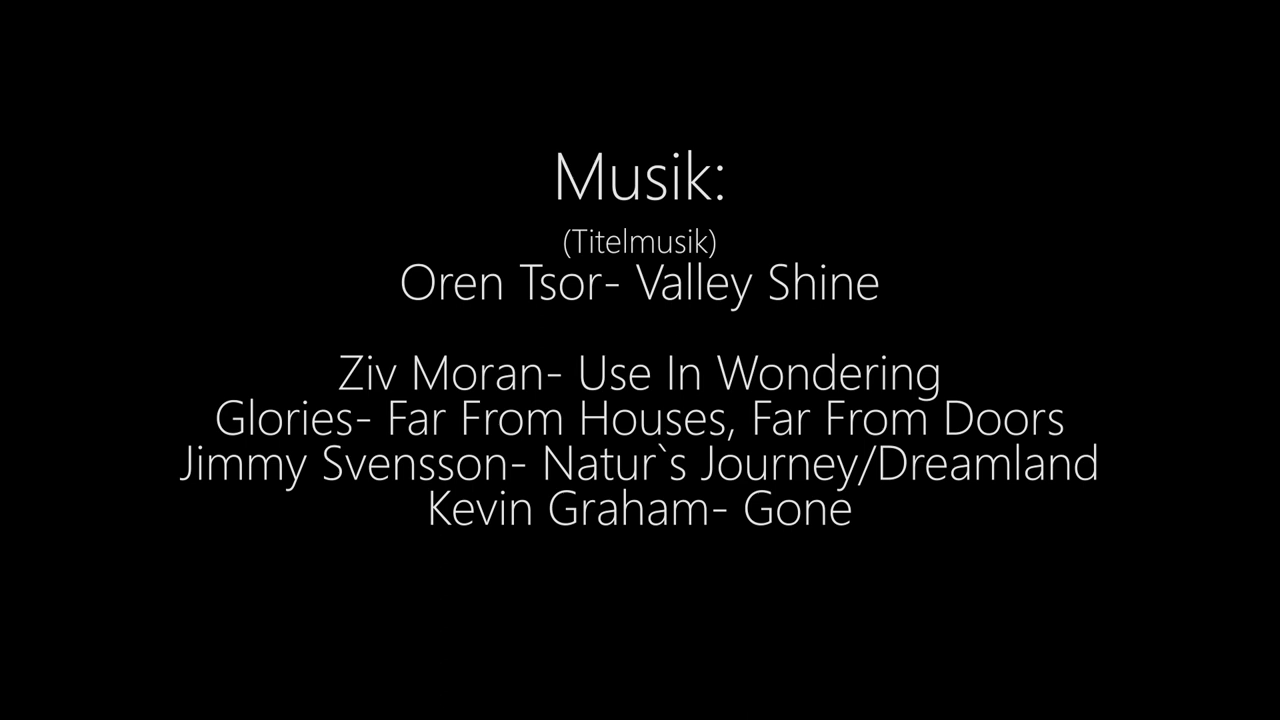 Musik:
(Titelmusik)
Oren Tsor- Valley Shine
Ziv Moran- Use In Wondering
Glories- Far From Houses, Far From Doors
Jimmy Svensson- Natur`s Journey/Dreamland
Kevin Graham- Gone